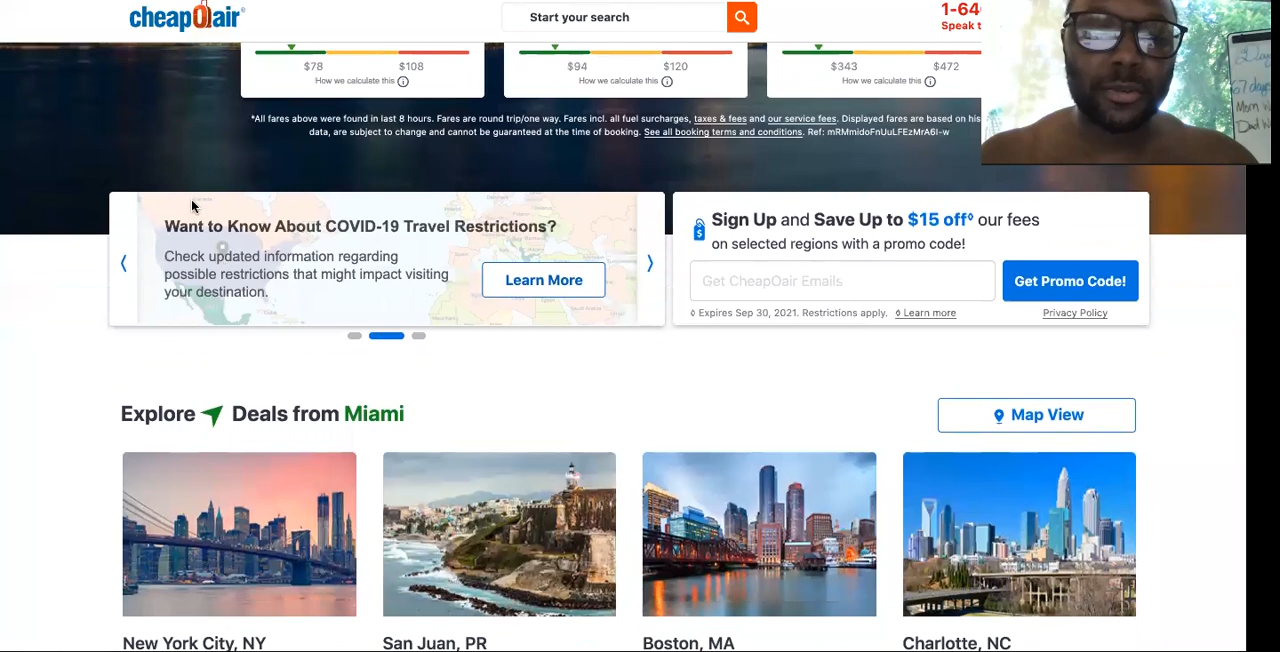 cheapOair®
Start your search
1-64
Speak t
$78 $108
How we calculate this
$94 $120
How we calculate this
$343 $472
How we calculate this
*All fares above were found in last 8 hours. Fares are round trip/one way. Fares incl. all fuel surcharges, taxes & fees and our service fees. Displayed fares are based on his
data, are subject to change and cannot be guaranteed at the time of booking. See all booking terms and conditions. Ref: mRMmidoFnUuLFEzMrA6I-w
Want to Know About COVID-19 Travel Restrictions?
Check updated information regarding
possible restrictions that might impact visiting
your destination.
Learn More
Sign Up and Save Up to $15 off◊ our fees
on selected regions with a promo code!
Get CheapOair Emails
Get Promo Code!
◊ Expires Sep 30, 2021. Restrictions apply. ◊ Learn more
Privacy Policy
Explore Deals from Miami
Map View
New York City, NY
San Juan, PR
Boston, MA
Charlotte, NC
67 days
Mom
Dad